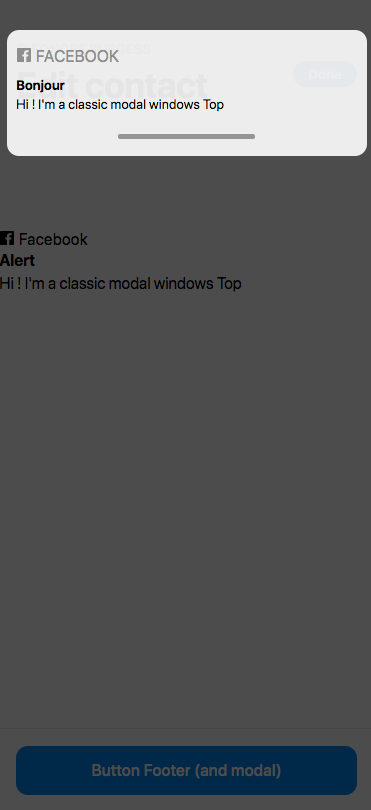 FACEBOOK
Edit contact
Done
Bonjour
Hi ! I'm a classic modal windows Top
Facebook
Alert
Hi ! I'm a classic modal windows Top
Button Footer (and modal)